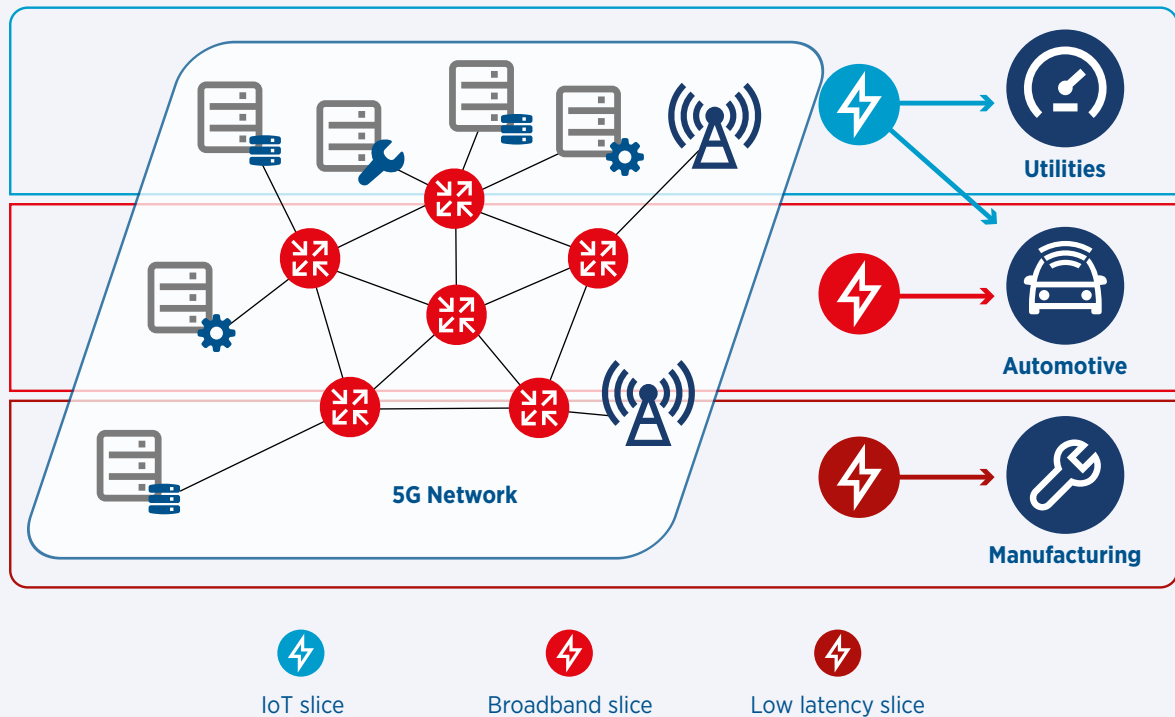 Utilities
Automotive
5G Network
Manufacturing
IoT slice
Broadband slice
Low latency slice